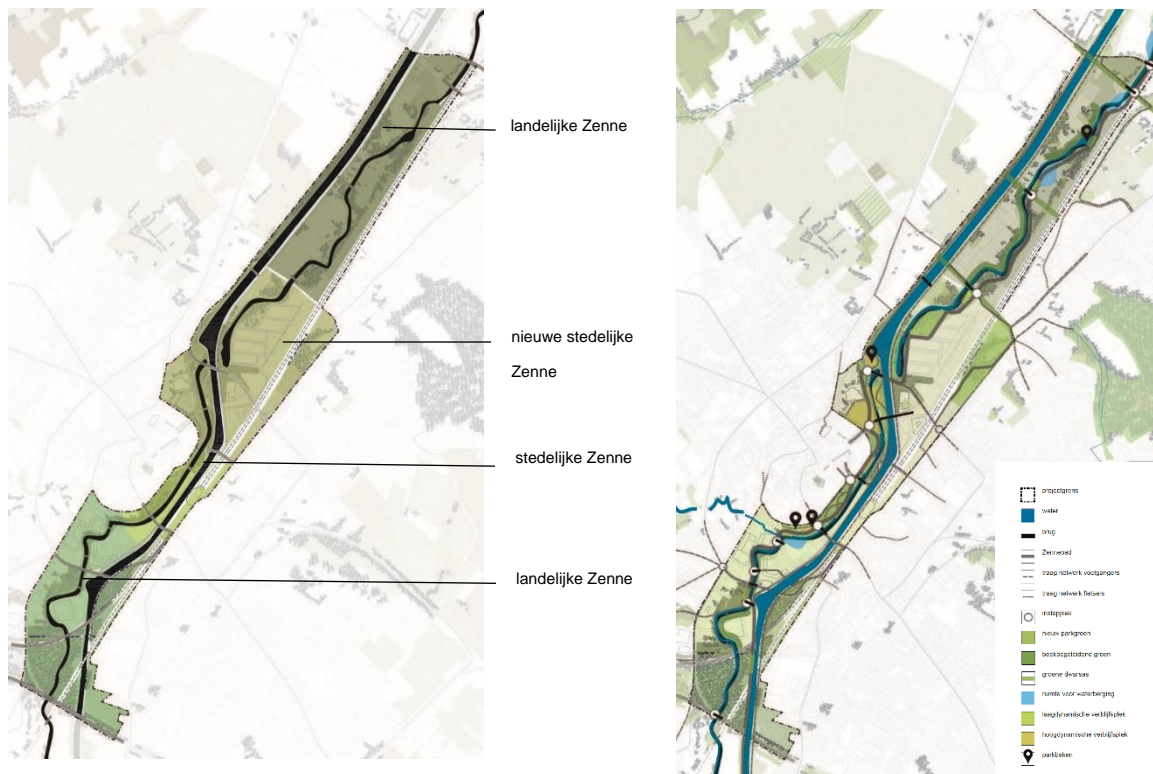 landelijke Zenne
nieuwe stedelijke
Zenne
stedelijke Zenne
landelijke Zenne
projectgrens
water
brug
Zennepad
traag netwerk voetgangers
traag netwerk fietsers
instapplek
nieuw parkgroen
beekbegeleidend groen
groene dwarsas
ruimte voor waterberging
laagdynamische verblijfsplek
hoogdynamische verblijfsplek
parkbaken